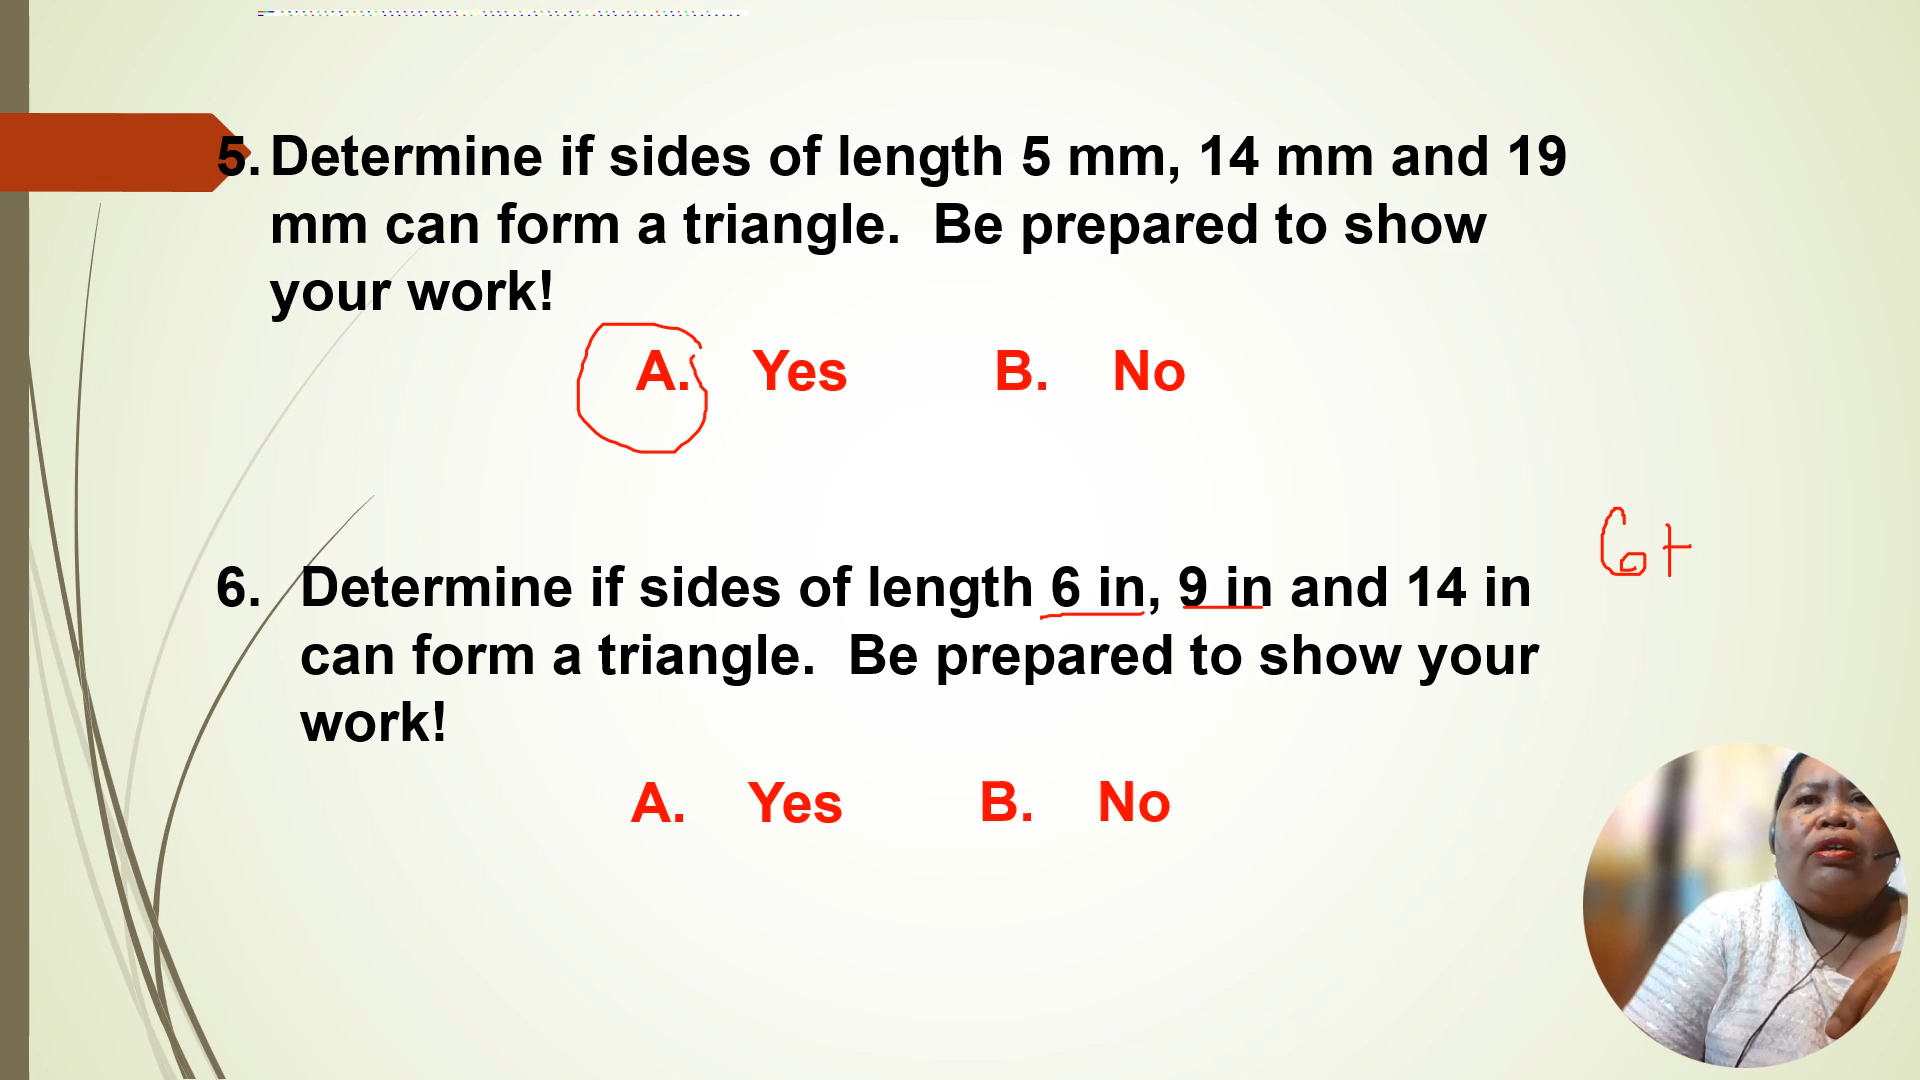 5. Determine if sides of length 5 mm, 14 mm and 19
mm can form a triangle. Be prepared to show
your work!
A. Yes B. No
6+
6. Determine if sides of length 6 in, 9 in and 14 in
can form a triangle. Be prepared to show your
work!
A. Yes B. No